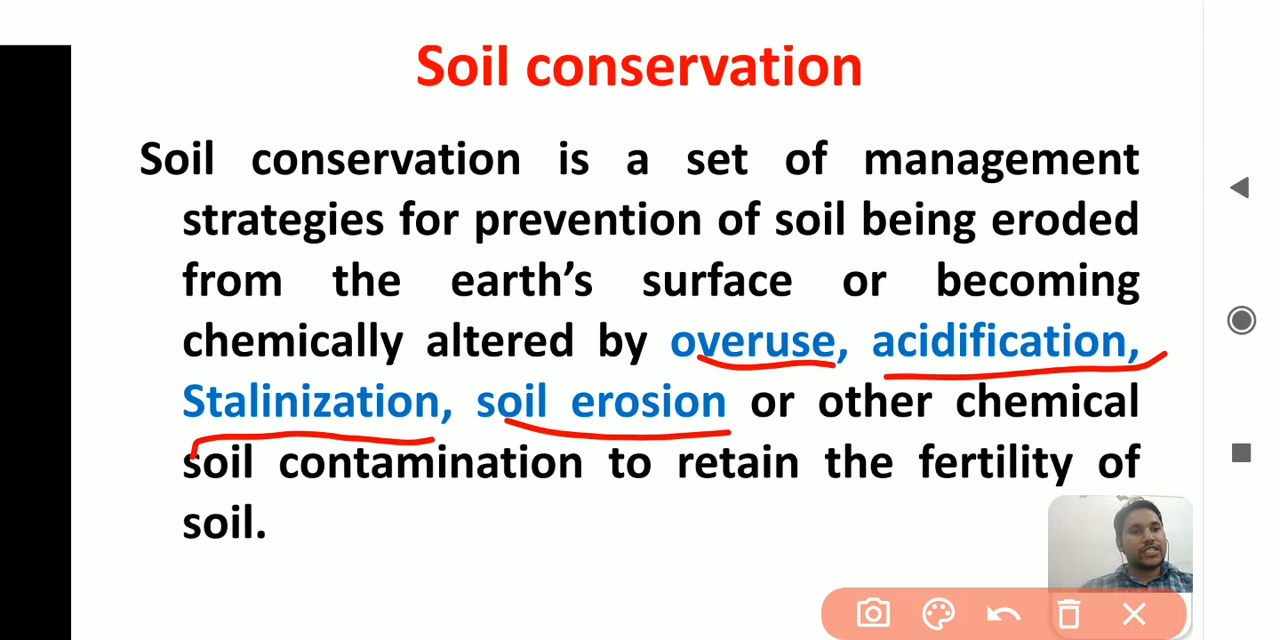 Soil conservation
Soil conservation is a set of management
strategies for prevention of soil being eroded
from the earth’s surface or becoming
chemically altered by overuse, acidification,
Stalinization, soil erosion or other chemical
soil contamination to retain the fertility of
soil.